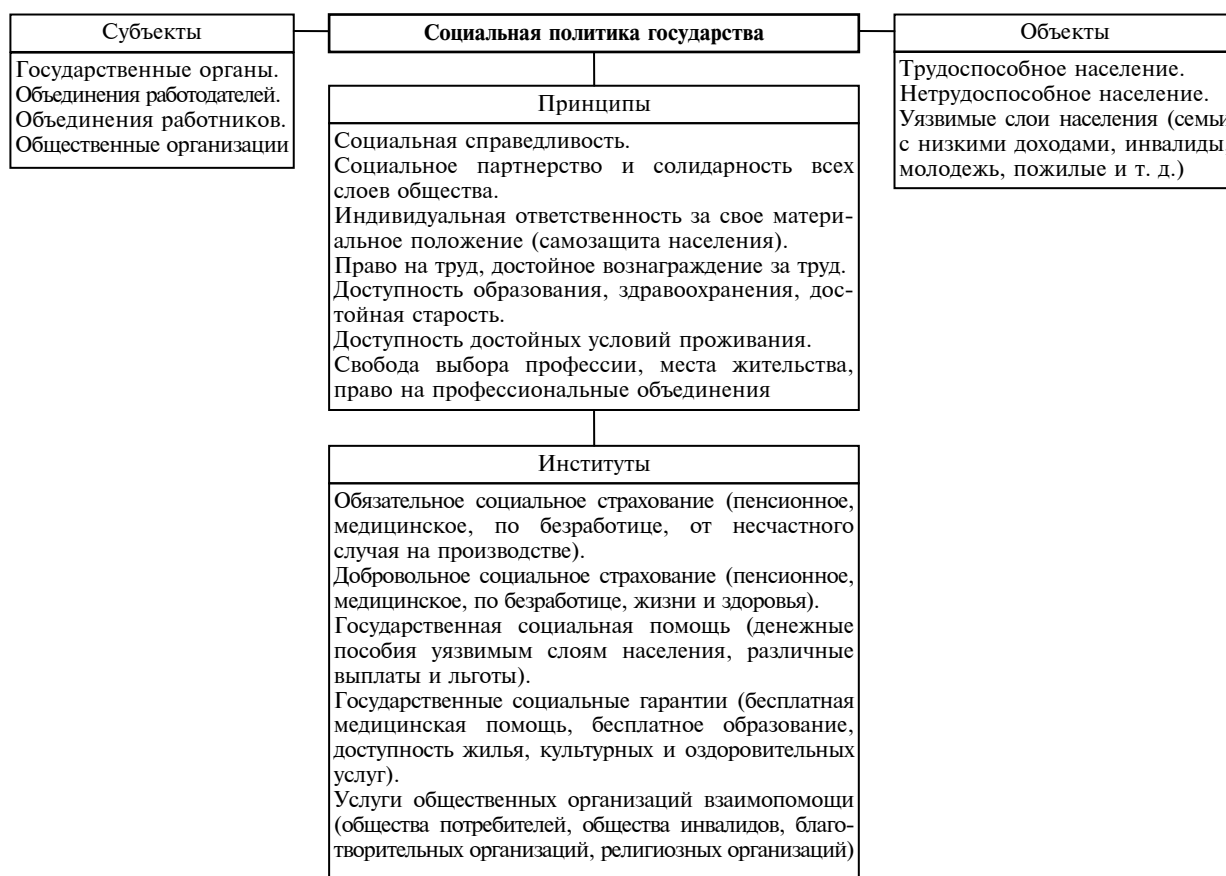 Субъекты
Государственные органы.
Объединения работодателей.
Объединения работников.
Общественные организации
Социальная политика государства
Объекты
Трудоспособное население.
Нетрудоспособное население.
Уязвимые слои населения (семьи
с низкими доходами, инвалиды
молодежь, пожилые и т. д.)
Принципы
Социальная справедливость.
Социальное партнерство и солидарность всех
слоев общества.
Индивидуальная ответственность за свое матери-
альное положение (самозащита населения).
Право на труд, достойное вознаграждение за труд.
Доступность образования, здравоохранения, дос-
тойная старость.
Доступность достойных условий проживания.
Свобода выбора профессии, места жительства,
право на профессиональные объединения
Институты
Обязательное социальное страхование (пенсионное,
медицинское, по безработице, от несчастного
случая на производстве).
Добровольное социальное страхование (пенсионное,
медицинское, по безработице, жизни и здоровья).
Государственная социальная помощь (денежные
пособия уязвимым слоям населения, различные
выплаты и льготы).
Государственные социальные гарантии (бесплатная
медицинская помощь, бесплатное образование,
доступность жилья, культурных и оздоровительных
услуг).
Услуги общественных организаций взаимопомощи
(общества потребителей, общества инвалидов, благо-
творительных организаций, религиозных организаций)